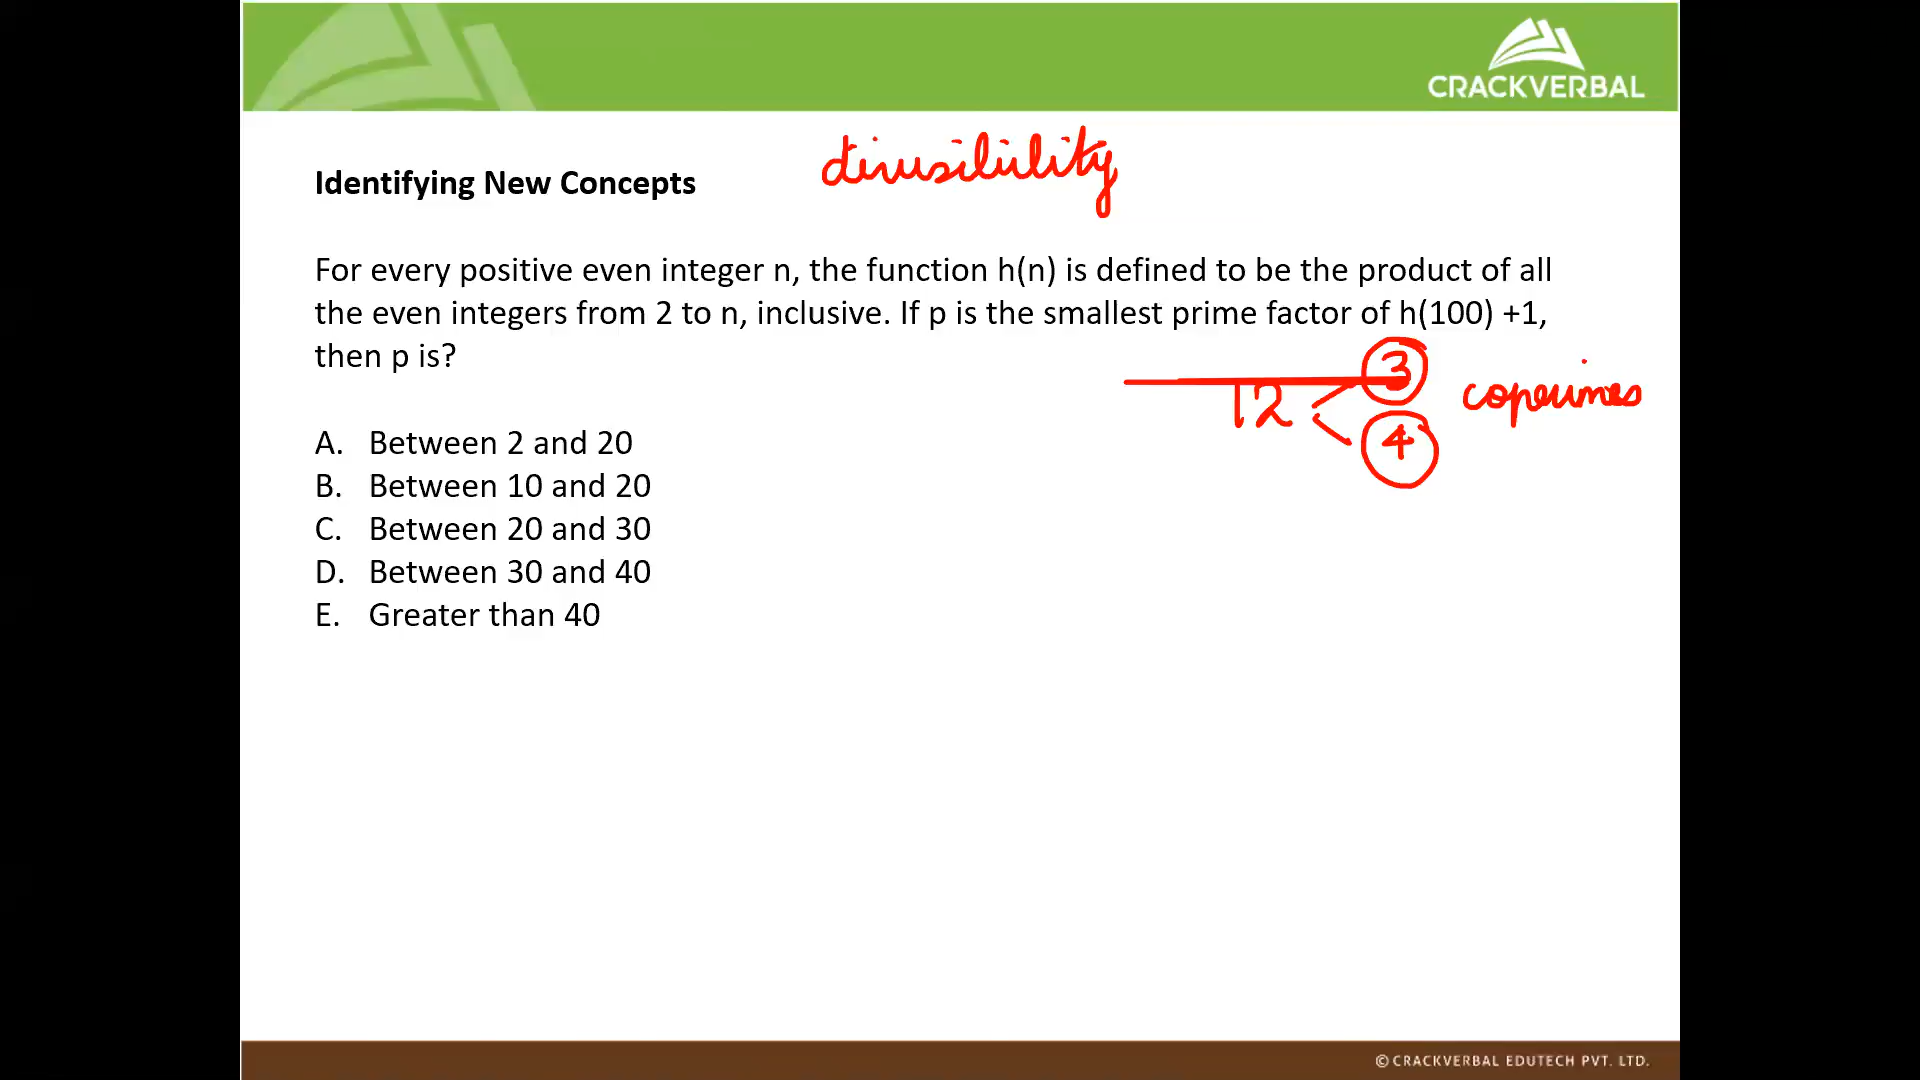 CRACKVERBAL
divisibility
Identifying New Concepts
For every positive even integer n, the function h(n) is defined to be the product of all
the even integers from 2 to n, inclusive. If p is the smallest prime factor of h(100) +1,
then p is?
3
12
coprimes
4
A. Between 2 and 20
B. Between 10 and 20
C. Between 20 and 30
D. Between 30 and 40
E. Greater than 40
©CRACKVERBAL EDUTECH PVT. LTD.